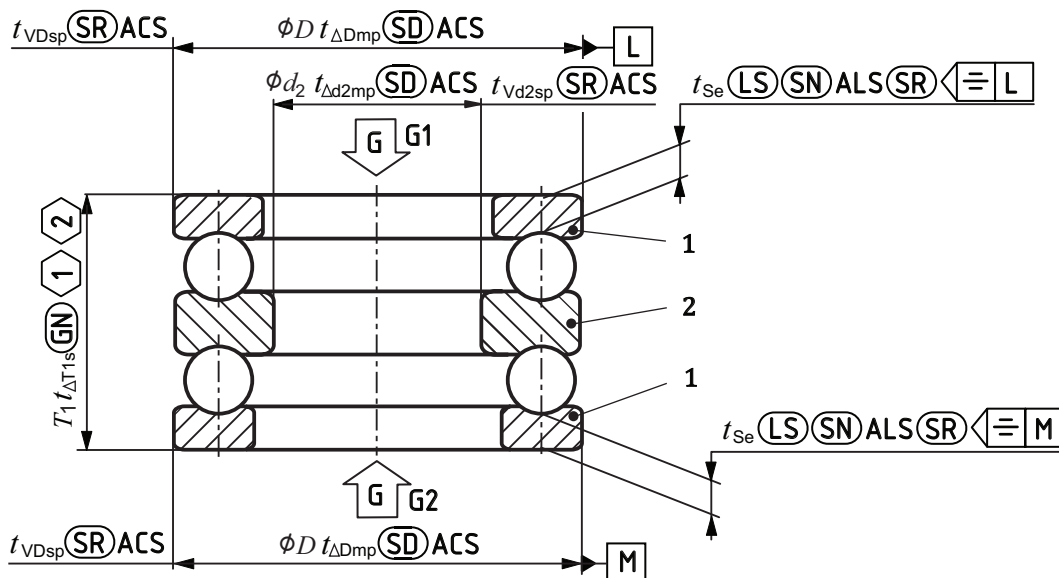 t_VDsp SR ACS ϕD t_ΔDmp SD ACS L
ϕd₂ t_Δd2mp SD ACS t_Vd2sp SR ACS
t_Se LS SN ALS SR ⌯ L
G G1
T₁ t_ΔT1s GN 1 2
1
2
1
t_Se LS SN ALS SR ⌯ M
G G2
t_VDsp SR ACS ϕD t_ΔDmp SD ACS M